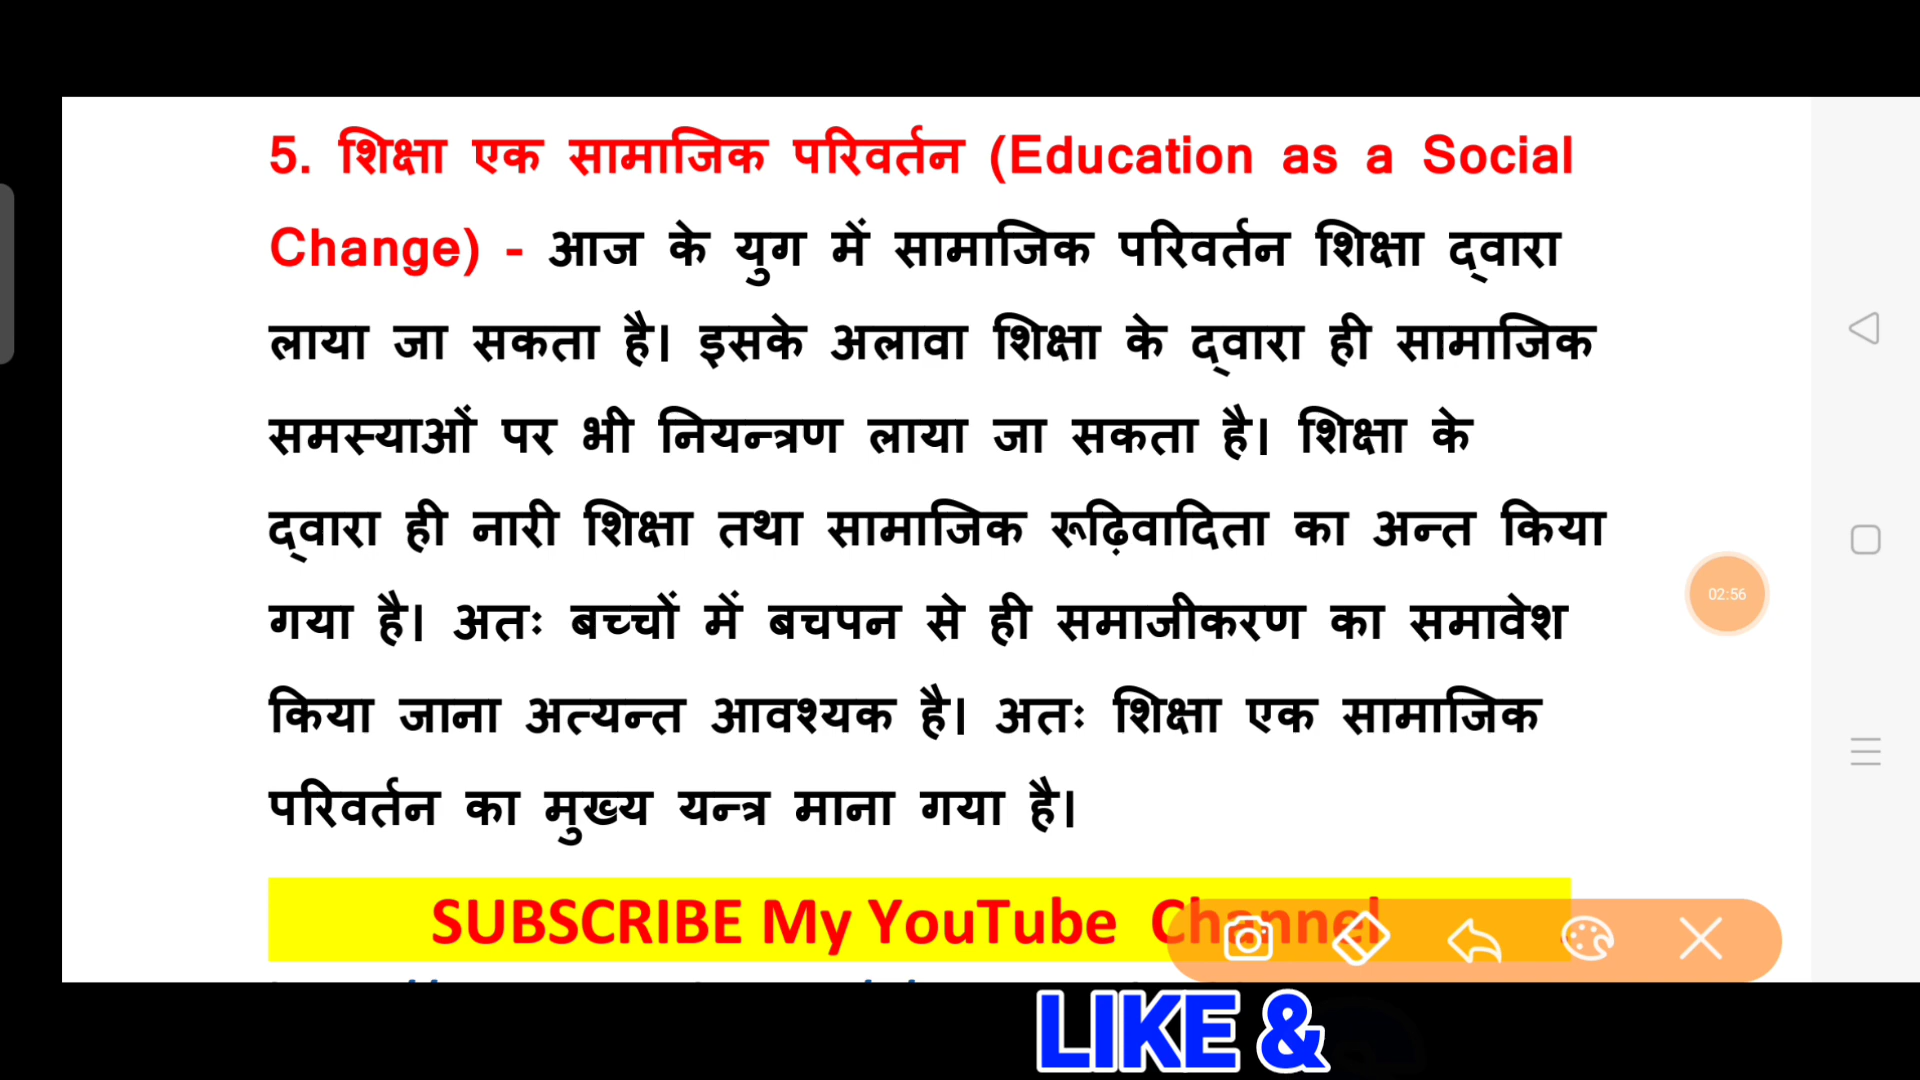 5. शिक्षा एक सामाजिक परिवर्तन (Education as a Social
Change) - आज के युग में सामाजिक परिवर्तन शिक्षा द्वारा
लाया जा सकता है। इसके अलावा शिक्षा के द्वारा ही सामाजिक
समस्याओं पर भी नियन्त्रण लाया जा सकता है। शिक्षा के
द्वारा ही नारी शिक्षा तथा सामाजिक रूढ़िवादिता का अन्त किया
गया है। अतः बच्चों में बचपन से ही समाजीकरण का समावेश
किया जाना अत्यन्त आवश्यक है। अतः शिक्षा एक सामाजिक
परिवर्तन का मुख्य यन्त्र माना गया है।
02:56
SUBSCRIBE My YouTube Channel
LIKE &